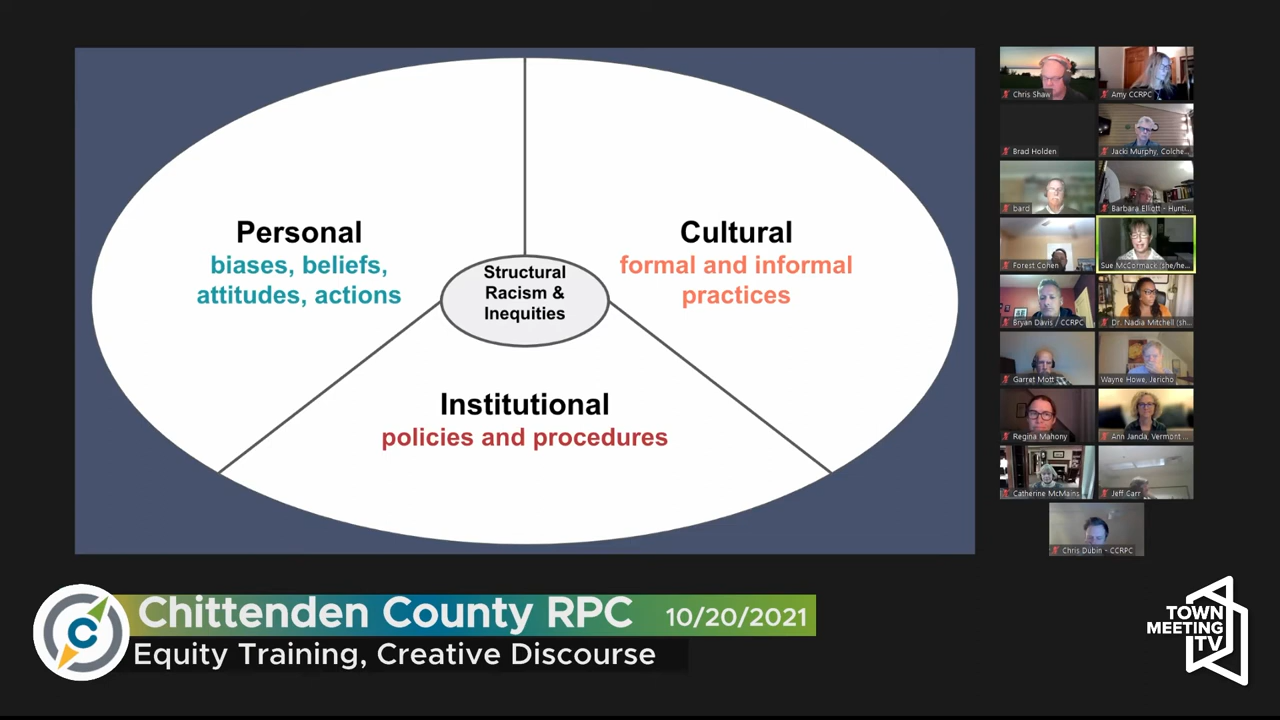 Personal
biases, beliefs,
attitudes, actions
Cultural
formal and informal
practices
Structural
Racism &
Inequities
Institutional
policies and procedures
Chris Shaw
Amy CCRPC
Brad Holden
Jacki Murphy, Colche...
bard
Barbara Elliott - Hunti...
Forest Cohen
Sue McCormack (she/he...
Bryan Davis / CCRPC
Dr. Nadia Mitchell (sh...
Garret Mott
Wayne Howe, Jericho
Regina Mahony
Ann Janda, Vermont ...
Catherine McMains
Jeff Carr
Chris Dubin - CCRPC
C
Chittenden County RPC 10/20/2021
Equity Training, Creative Discourse
TOWN
MEETING
TV